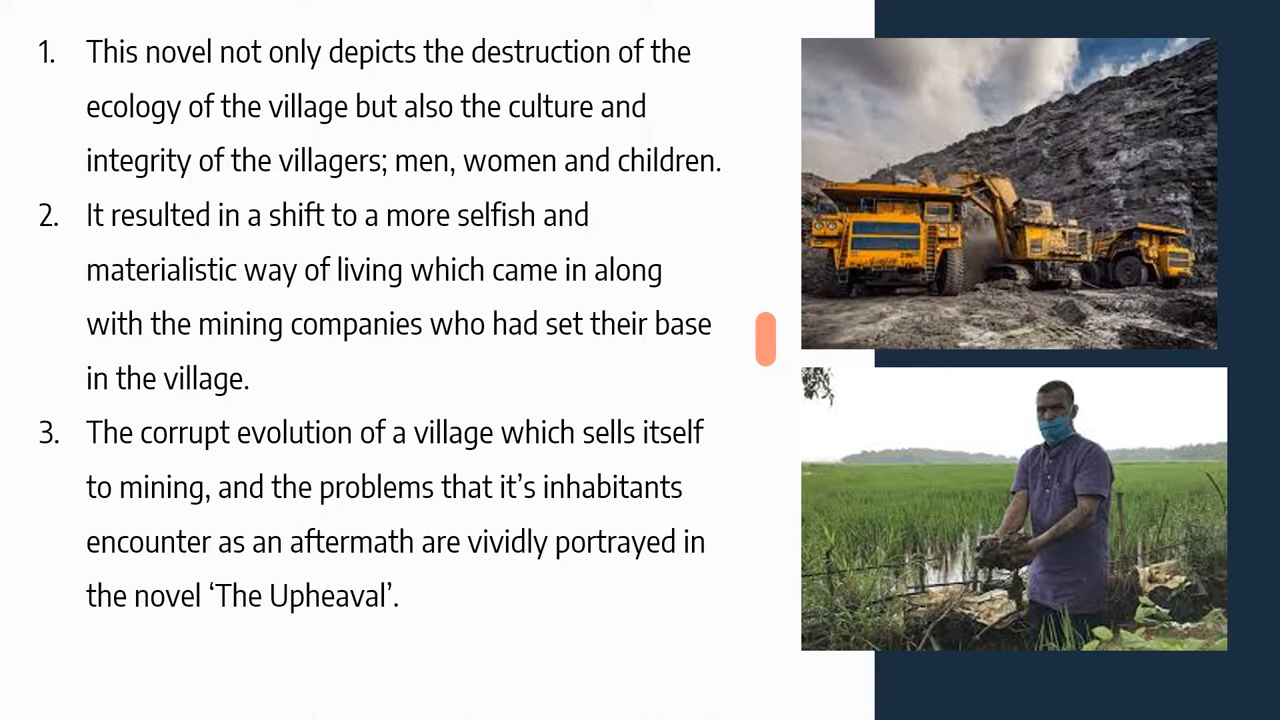 1. This novel not only depicts the destruction of the
ecology of the village but also the culture and
integrity of the villagers; men, women and children.
2. It resulted in a shift to a more selfish and
materialistic way of living which came in along
with the mining companies who had set their base
in the village.
3. The corrupt evolution of a village which sells itself
to mining, and the problems that it’s inhabitants
encounter as an aftermath are vividly portrayed in
the novel ‘The Upheaval’.